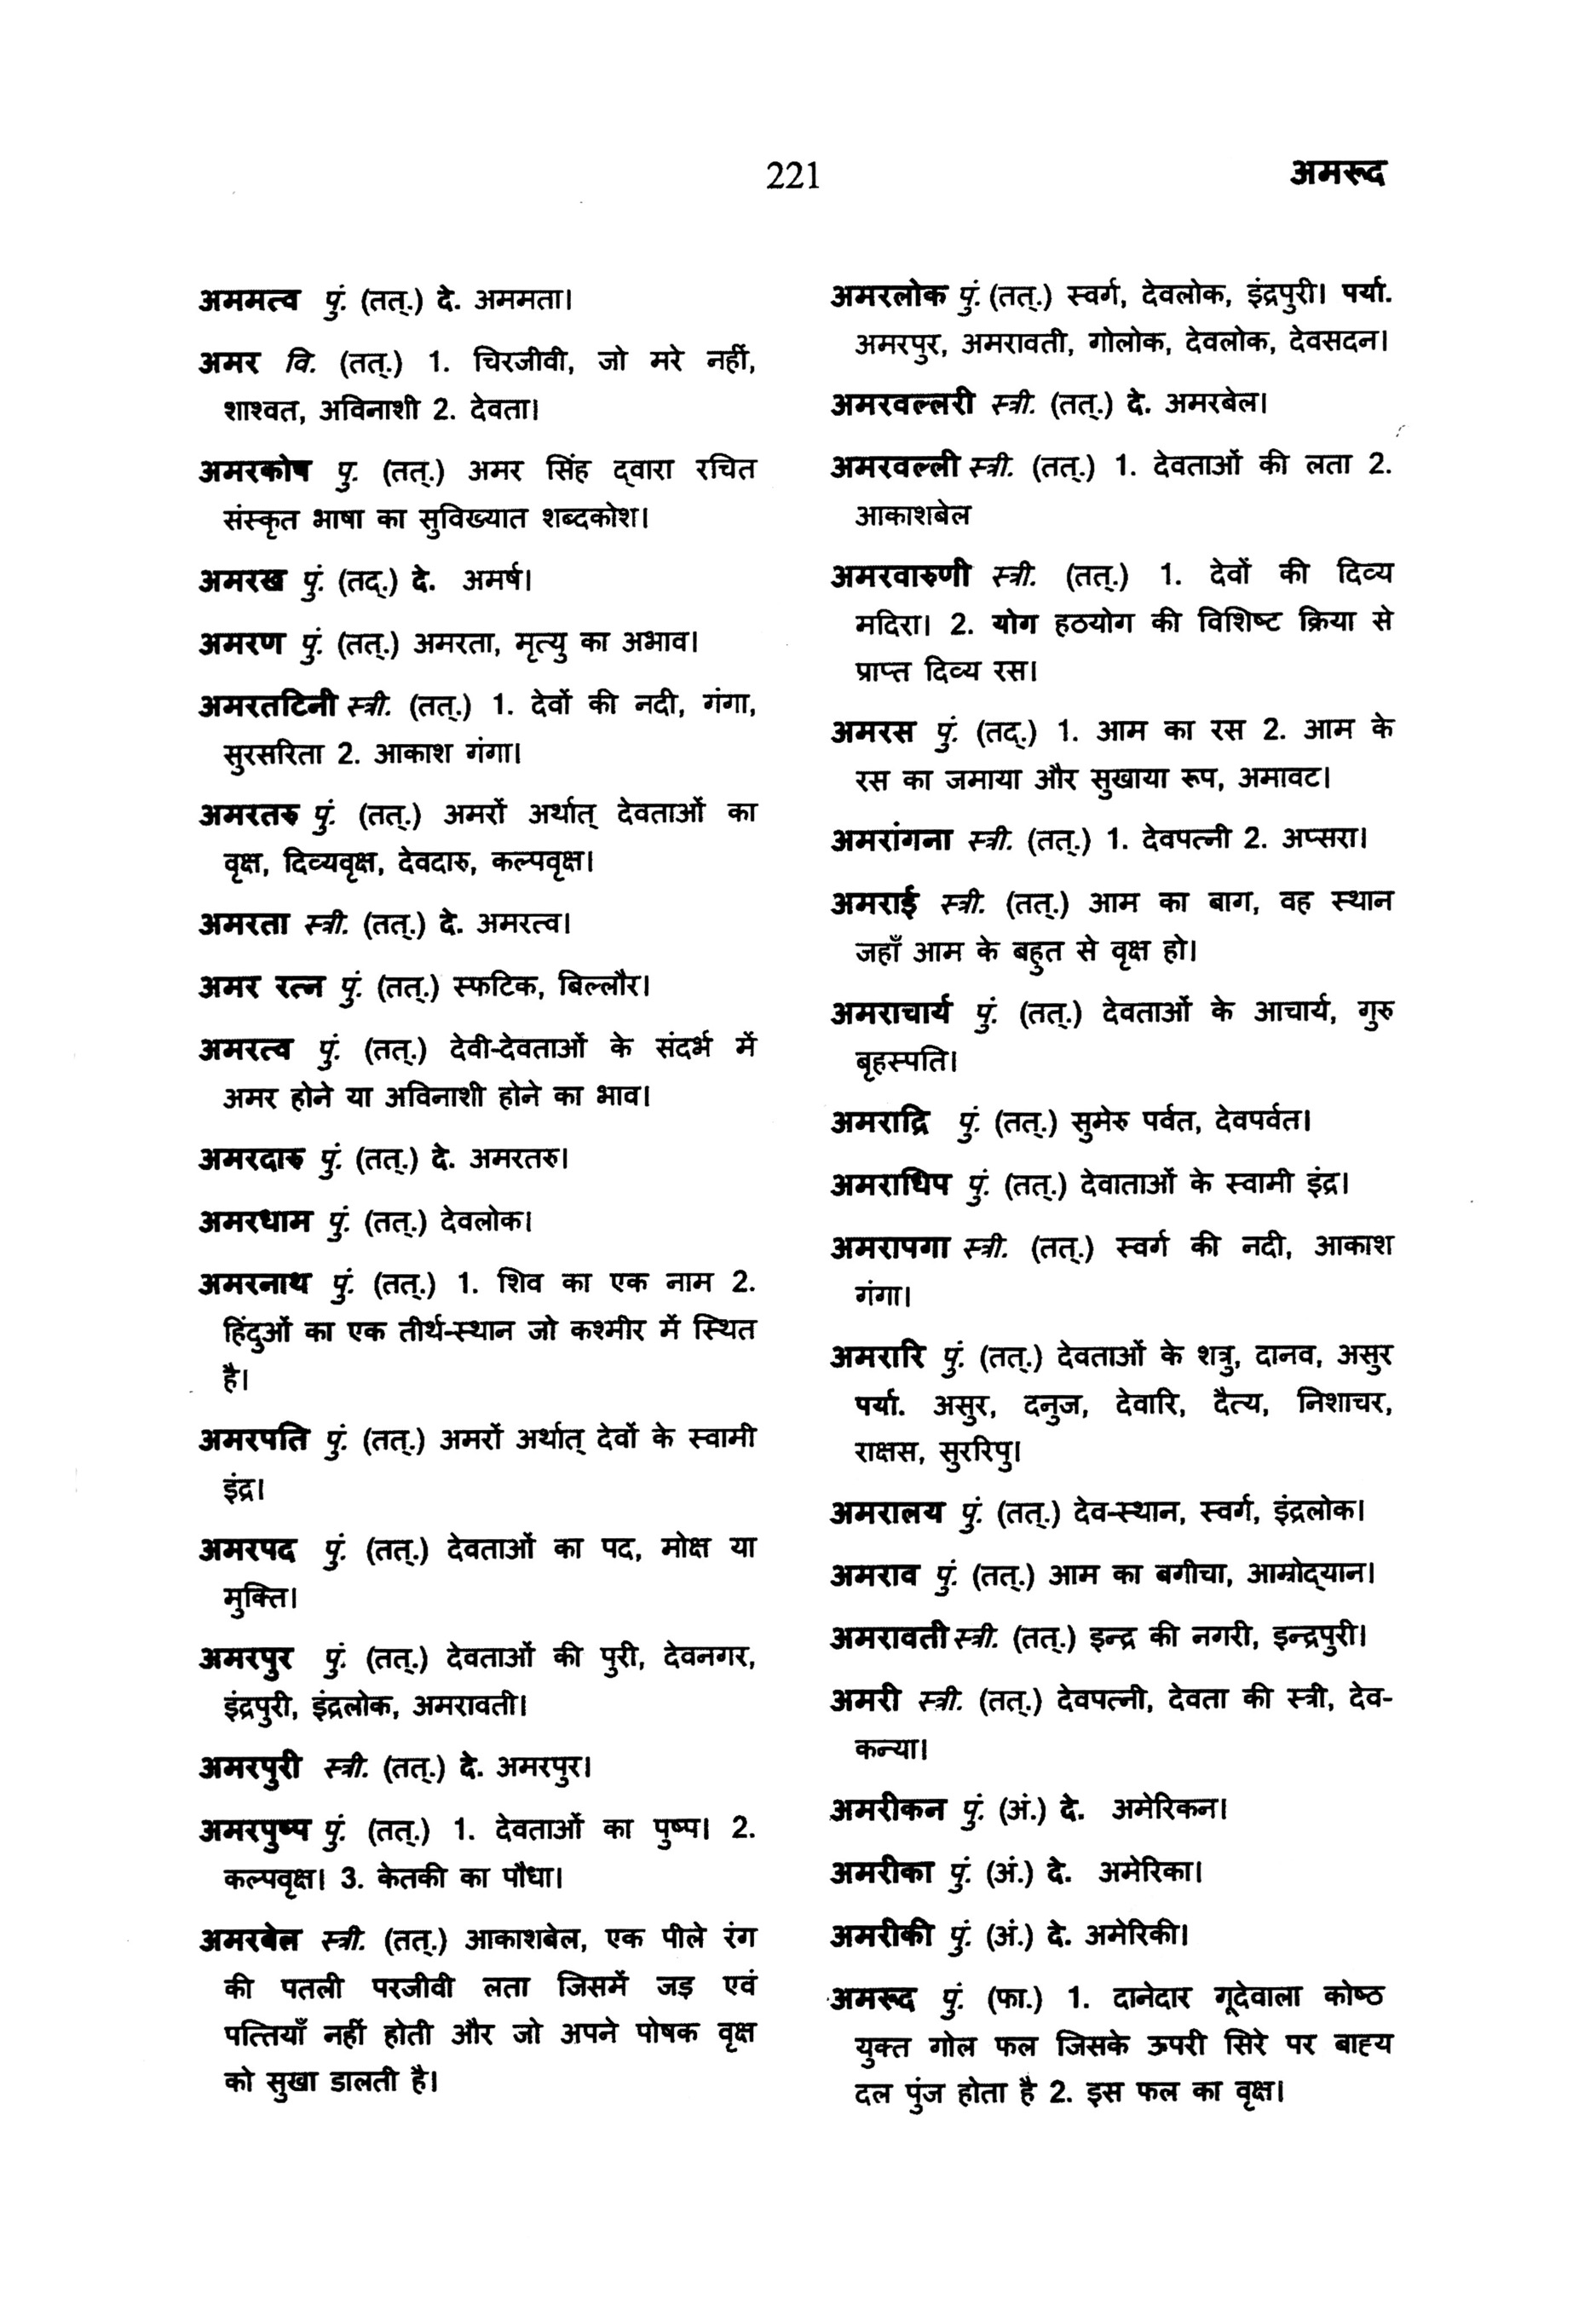 221
अमरूद
अममत्व पुं. (तत्.) दे. अममता।
अमर वि. (तत्.) 1. चिरजीवी, जो मरे नहीं,
शाश्वत, अविनाशी 2. देवता।
अमरकोष पु. (तत्.) अमर सिंह द्‌वारा रचित
संस्कृत भाषा का सुविख्यात शब्दकोश।
अमरख पुं. (तद्.) दे. अमर्ष।
अमरण पुं. (तत्.) अमरता, मृत्यु का अभाव।
अमरतटिनी स्त्री. (तत्.) 1. देवों की नदी, गंगा,
सुरसरिता 2. आकाश गंगा।
अमरतरु पुं. (तत्.) अमरों अर्थात् देवताओं का
वृक्ष, दिव्यवृक्ष, देवदारु, कल्पवृक्ष।
अमरता स्त्री. (तत्.) दे. अमरत्व।
अमर रत्न पुं. (तत्.) स्फटिक, बिल्लौर।
अमरत्व पुं. (तत्.) देवी-देवताओं के संदर्भ में
अमर होने या अविनाशी होने का भाव।
अमरदारु पुं. (तत्.) दे. अमरतरु।
अमरधाम पुं. (तत्.) देवलोक।
अमरनाथ पुं. (तत्.) 1. शिव का एक नाम 2.
हिंदुओं का एक तीर्थ-स्थान जो कश्मीर में स्थित
है।
अमरपति पुं. (तत्.) अमरों अर्थात् देवों के स्वामी
इंद्र।
अमरपद पुं. (तत्.) देवताओं का पद, मोक्ष या
मुक्ति।
अमरपुर पुं. (तत्.) देवताओं की पुरी, देवनगर,
इंद्रपुरी, इंद्रलोक, अमरावती।
अमरपुरी स्त्री. (तत्.) दे. अमरपुर।
अमरपुष्प पुं. (तत्.) 1. देवताओं का पुष्प। 2.
कल्पवृक्ष। 3. केतकी का पौधा।
अमरबेल स्त्री. (तत्.) आकाशबेल, एक पीले रंग
की पतली परजीवी लता जिसमें जड़ एवं
पत्तियाँ नहीं होती और जो अपने पोषक वृक्ष
को सुखा डालती है।
अमरलोक पुं. (तत्.) स्वर्ग, देवलोक, इंद्रपुरी। पर्या.
अमरपुर, अमरावती, गोलोक, देवलोक, देवसदन।
अमरवल्लरी स्त्री. (तत्.) दे. अमरबेल।
अमरवल्ली स्त्री. (तत्.) 1. देवताओं की लता 2.
आकाशबेल
अमरवारुणी स्त्री. (तत्.) 1. देवों की दिव्य
मदिरा। 2. योग हठयोग की विशिष्ट क्रिया से
प्राप्त दिव्य रस।
अमरस पुं. (तद्.) 1. आम का रस 2. आम के
रस का जमाया और सुखाया रूप, अमावट।
अमरांगना स्त्री. (तत्.) 1. देवपत्नी 2. अप्सरा।
अमराई स्त्री. (तत्.) आम का बाग, वह स्थान
जहाँ आम के बहुत से वृक्ष हो।
अमराचार्य पुं. (तत्.) देवताओं के आचार्य, गुरु
बृहस्पति।
अमराद्रि पुं. (तत्.) सुमेरु पर्वत, देवपर्वत।
अमराधिप पुं. (तत्.) देवाताओं के स्वामी इंद्र।
अमरापगा स्त्री. (तत्.) स्वर्ग की नदी, आकाश
गंगा।
अमरारि पुं. (तत्.) देवताओं के शत्रु, दानव, असुर
पर्या. असुर, दनुज, देवारि, दैत्य, निशाचर,
राक्षस, सुररिपु।
अमरालय पुं. (तत्.) देव-स्थान, स्वर्ग, इंद्रलोक।
अमराव पुं. (तत्.) आम का बगीचा, आम्रोद्‌यान।
अमरावती स्त्री. (तत्.) इन्द्र की नगरी, इन्द्रपुरी।
अमरी स्त्री. (तत्.) देवपत्नी, देवता की स्त्री, देव-
कन्या।
अमरीकन पुं. (अं.) दे. अमेरिकन।
अमरीका पुं. (अं.) दे. अमेरिका।
अमरीकी पुं. (अं.) दे. अमेरिकी।
अमरूद पुं. (फा.) 1. दानेदार गूदेवाला कोष्ठ
युक्त गोल फल जिसके ऊपरी सिरे पर बाह्‌य
दल पुंज होता है 2. इस फल का वृक्ष।